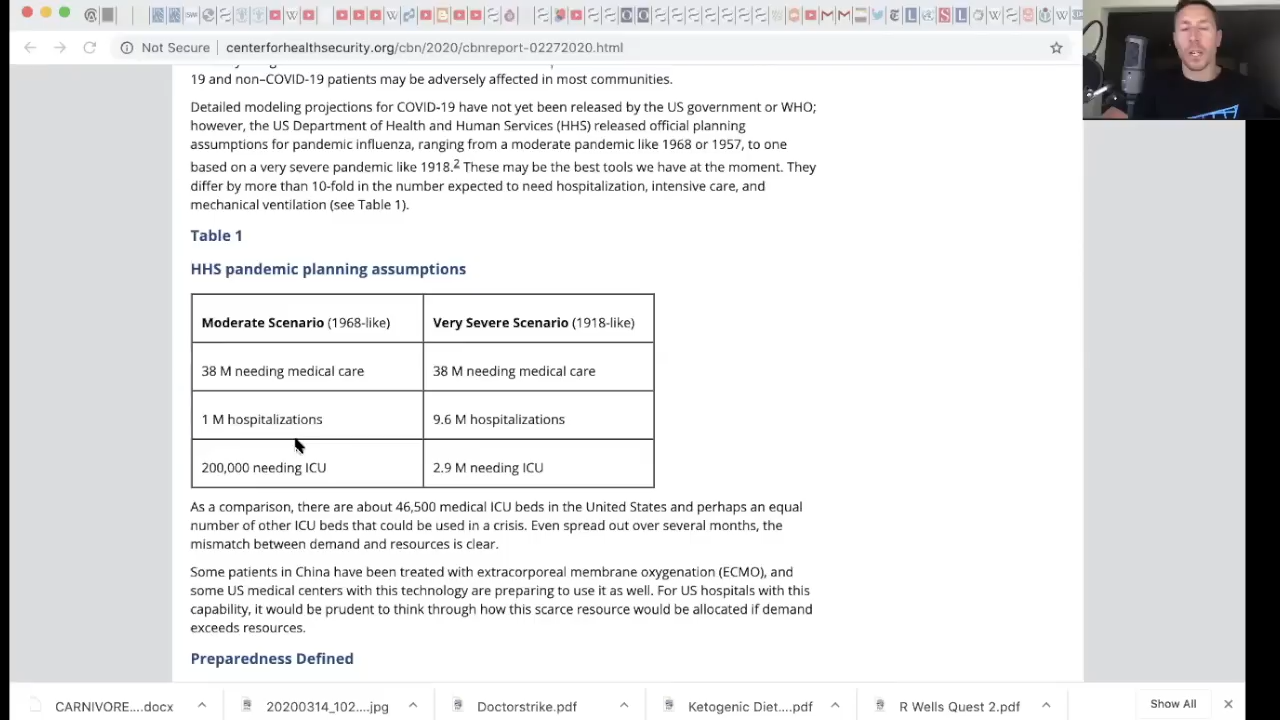 Not Secure
centerforhealthsecurity.org/cbn/2020/cbnreport-02272020.html
19 and non–COVID-19 patients may be adversely affected in most communities.
Detailed modeling projections for COVID-19 have not yet been released by the US government or WHO;
however, the US Department of Health and Human Services (HHS) released official planning
assumptions for pandemic influenza, ranging from a moderate pandemic like 1968 or 1957, to one
based on a very severe pandemic like 1918.2 These may be the best tools we have at the moment. They
differ by more than 10-fold in the number expected to need hospitalization, intensive care, and
mechanical ventilation (see Table 1).
Table 1
HHS pandemic planning assumptions
Moderate Scenario (1968-like)
Very Severe Scenario (1918-like)
38 M needing medical care
38 M needing medical care
1 M hospitalizations
9.6 M hospitalizations
200,000 needing ICU
2.9 M needing ICU
As a comparison, there are about 46,500 medical ICU beds in the United States and perhaps an equal
number of other ICU beds that could be used in a crisis. Even spread out over several months, the
mismatch between demand and resources is clear.
Some patients in China have been treated with extracorporeal membrane oxygenation (ECMO), and
some US medical centers with this technology are preparing to use it as well. For US hospitals with this
capability, it would be prudent to think through how this scarce resource would be allocated if demand
exceeds resources.
Preparedness Defined
CARNIVORE....docx
20200314_102....jpg
Doctorstrike.pdf
Ketogenic Diet....pdf
R Wells Quest 2.pdf
Show All